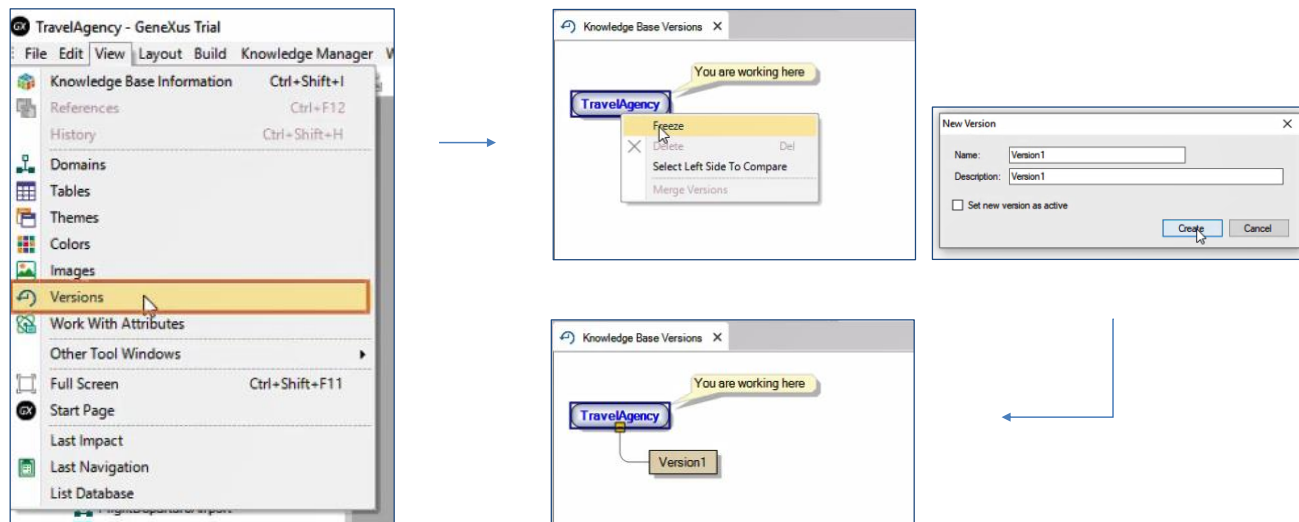 TravelAgency - GeneXus Trial
File Edit View Layout Build Knowledge Manager
Knowledge Base Information Ctrl+Shift+I
References Ctrl+F12
History Ctrl+Shift+H
Domains
Tables
Themes
Colors
Images
Versions
Work With Attributes
Other Tool Windows
Full Screen Ctrl+Shift+F11
Start Page
Last Impact
Last Navigation
List Database
Knowledge Base Versions X
You are working here
TravelAgency
Freeze
Delete Del
Select Left Side To Compare
Merge Versions
New Version
Name: Version1
Description: Version1
Set new version as active
Create Cancel
Knowledge Base Versions X
You are working here
TravelAgency
Version1